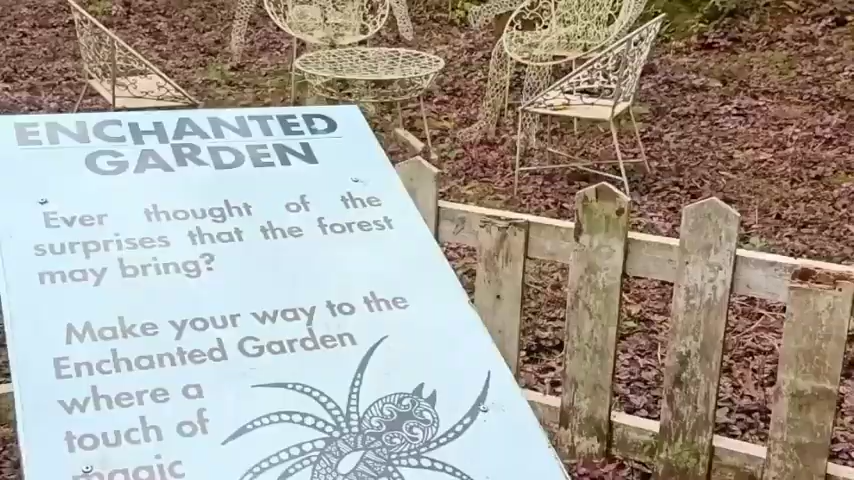 ENCHANTED
GARDEN
Ever thought of the
surprises that the forest
may bring?
Make your way to the
Enchanted Garden
where a
touch of
magic